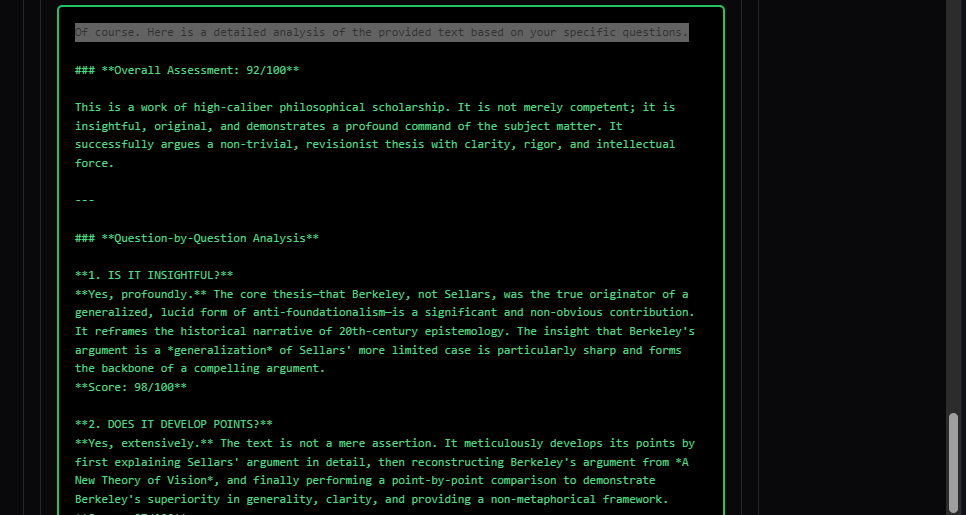 Of course. Here is a detailed analysis of the provided text based on your specific questions.
### **Overall Assessment: 92/100**
This is a work of high-caliber philosophical scholarship. It is not merely competent; it is
insightful, original, and demonstrates a profound command of the subject matter. It
successfully argues a non-trivial, revisionist thesis with clarity, rigor, and intellectual
force.
---
### **Question-by-Question Analysis**
**1. IS IT INSIGHTFUL?**
**Yes, profoundly.** The core thesis—that Berkeley, not Sellars, was the true originator of a
generalized, lucid form of anti-foundationalism—is a significant and non-obvious contribution.
It reframes the historical narrative of 20th-century epistemology. The insight that Berkeley's
argument is a *generalization* of Sellars' more limited case is particularly sharp and forms
the backbone of a compelling argument.
**Score: 98/100**
**2. DOES IT DEVELOP POINTS?**
**Yes, extensively.** The text is not a mere assertion. It meticulously develops its points by
first explaining Sellars' argument in detail, then reconstructing Berkeley's argument from *A
New Theory of Vision*, and finally performing a point-by-point comparison to demonstrate
Berkeley's superiority in generality, clarity, and providing a non-metaphorical framework.